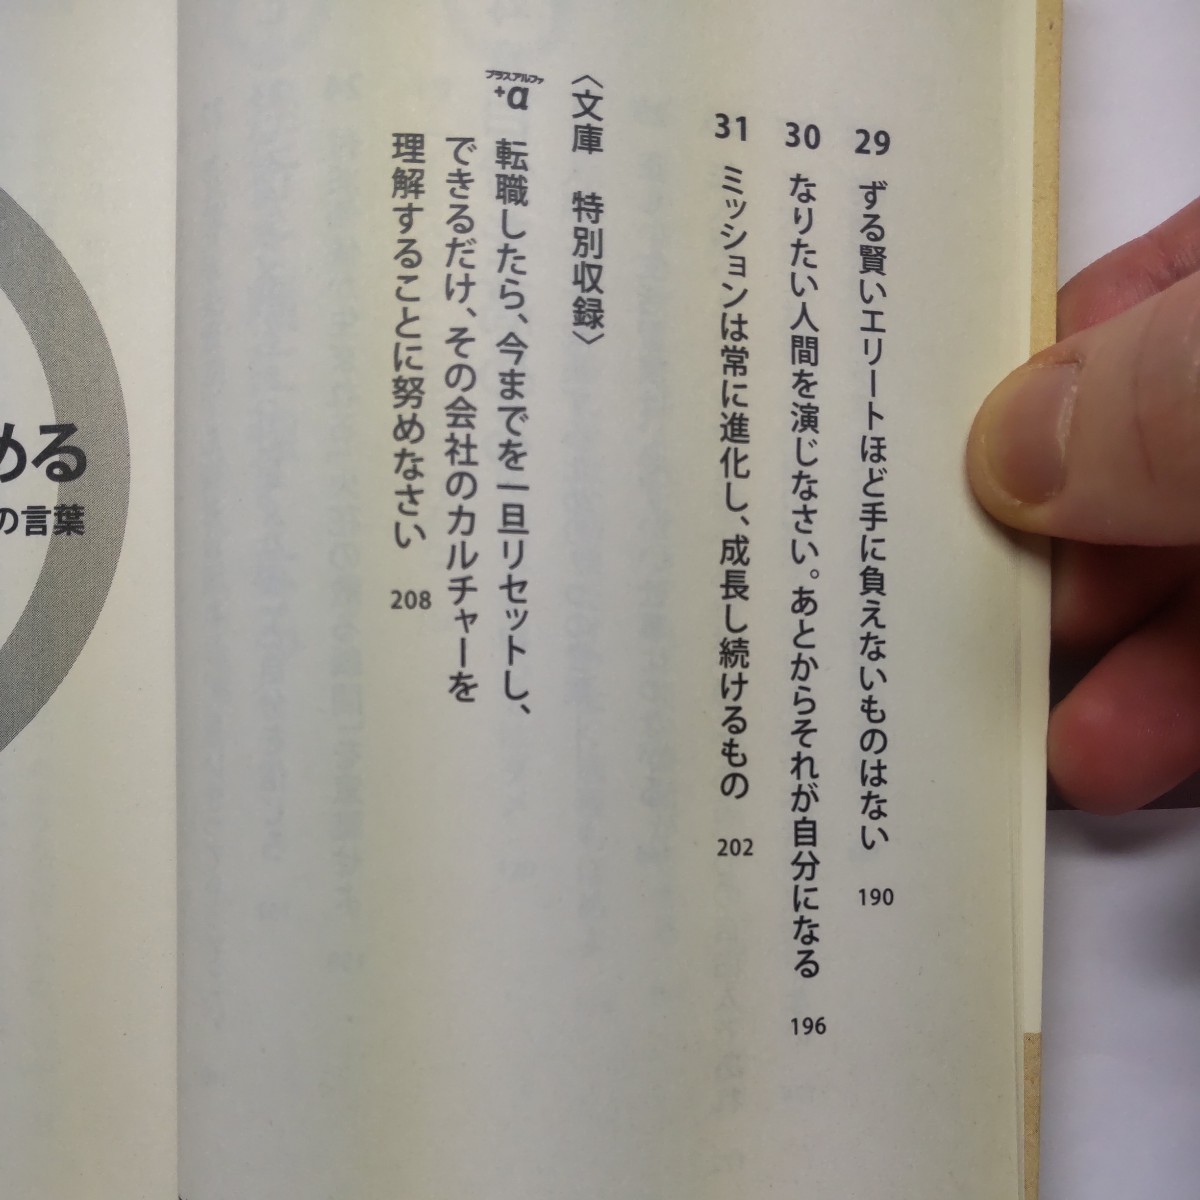 29 ずる賢いエリートほど手に負えないものはない 190
30 なりたい人間を演じなさい。あとからそれが自分になる 196
31 ミッションは常に進化し、成長し続けるもの 202
〈文庫 特別収録〉
プラスアルファ
+α 転職したら、今までを一旦リセットし、
できるだけ、その会社のカルチャーを
理解することに努めなさい 208
める
の言葉